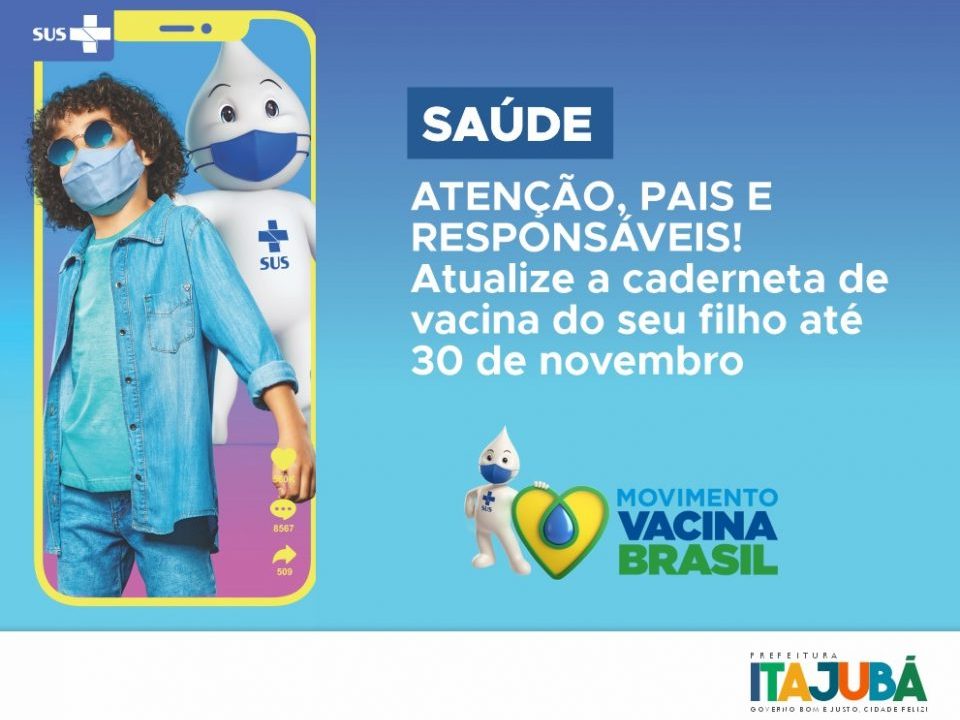 SUS
SUS
560K
8567
509
SAÚDE
ATENÇÃO, PAIS E
RESPONSÁVEIS!
Atualize a caderneta de
vacina do seu filho até
30 de novembro
SUS
MOVIMENTO
VACINA
BRASIL
PREFEITURA
ITAJUBÁ
GOVERNO BOM E JUSTO, CIDADE FELIZ!